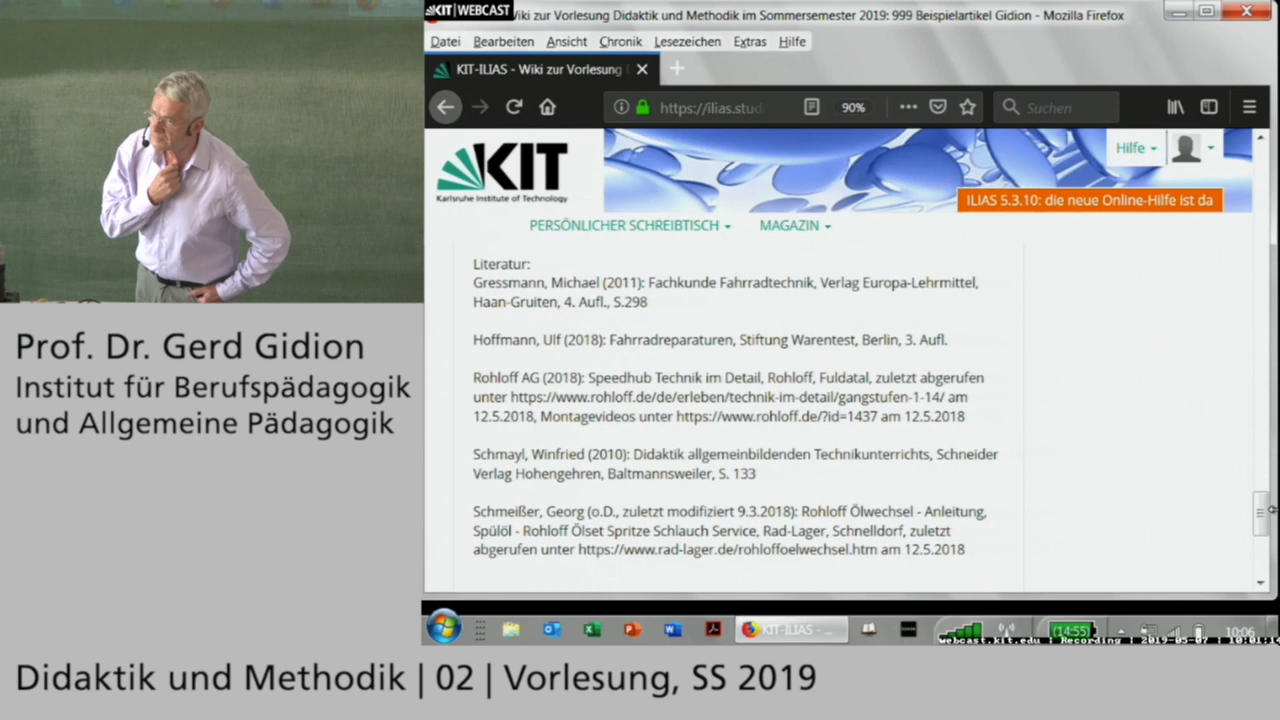 KIT | WEBCAST
iki zur Vorlesung Didaktik und Methodik im Sommersemester 2019: 999 Beispielartikel Gidion - Mozilla Firefox
Datei Bearbeiten Ansicht Chronik Lesezeichen Extras Hilfe
KIT-ILIAS - Wiki zur Vorlesung
https://ilias.stud
90%
Suchen
KIT
Karlsruhe Institute of Technology
Hilfe
ILIAS 5.3.10: die neue Online-Hilfe ist da
PERSÖNLICHER SCHREIBTISCH
MAGAZIN
Literatur:
Gressmann, Michael (2011): Fachkunde Fahrradtechnik, Verlag Europa-Lehrmittel,
Haan-Gruiten, 4. Aufl., S.298
Hoffmann, Ulf (2018): Fahrradreparaturen, Stiftung Warentest, Berlin, 3. Aufl.
Rohloff AG (2018): Speedhub Technik im Detail, Rohloff, Fuldatal, zuletzt abgerufen
unter https://www.rohloff.de/de/erleben/technik-im-detail/gangstufen-1-14/ am
12.5.2018, Montagevideos unter https://www.rohloff.de/?id=1437 am 12.5.2018
Schmayl, Winfried (2010): Didaktik allgemeinbildenden Technikunterrichts, Schneider
Verlag Hohengehren, Baltmannsweiler, S. 133
Schmeißer, Georg (o.D., zuletzt modifiziert 9.3.2018): Rohloff Ölwechsel - Anleitung,
Spülöl - Rohloff Ölset Spritze Schlauch Service, Rad-Lager, Schnelldorf, zuletzt
abgerufen unter https://www.rad-lager.de/rohloffoelwechsel.htm am 12.5.2018
KIT-ILIAS - ...
(14:55)
10:06
webcast.kit.edu : Recording : 2019-05-07 : 10:01:1
Prof. Dr. Gerd Gidion
Institut für Berufspädagogik
und Allgemeine Pädagogik
Didaktik und Methodik | 02 | Vorlesung, SS 2019